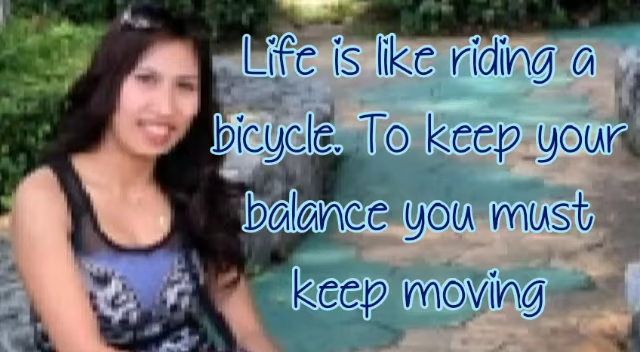 Life is like riding a
bicycle. To keep your
balance you must
keep moving